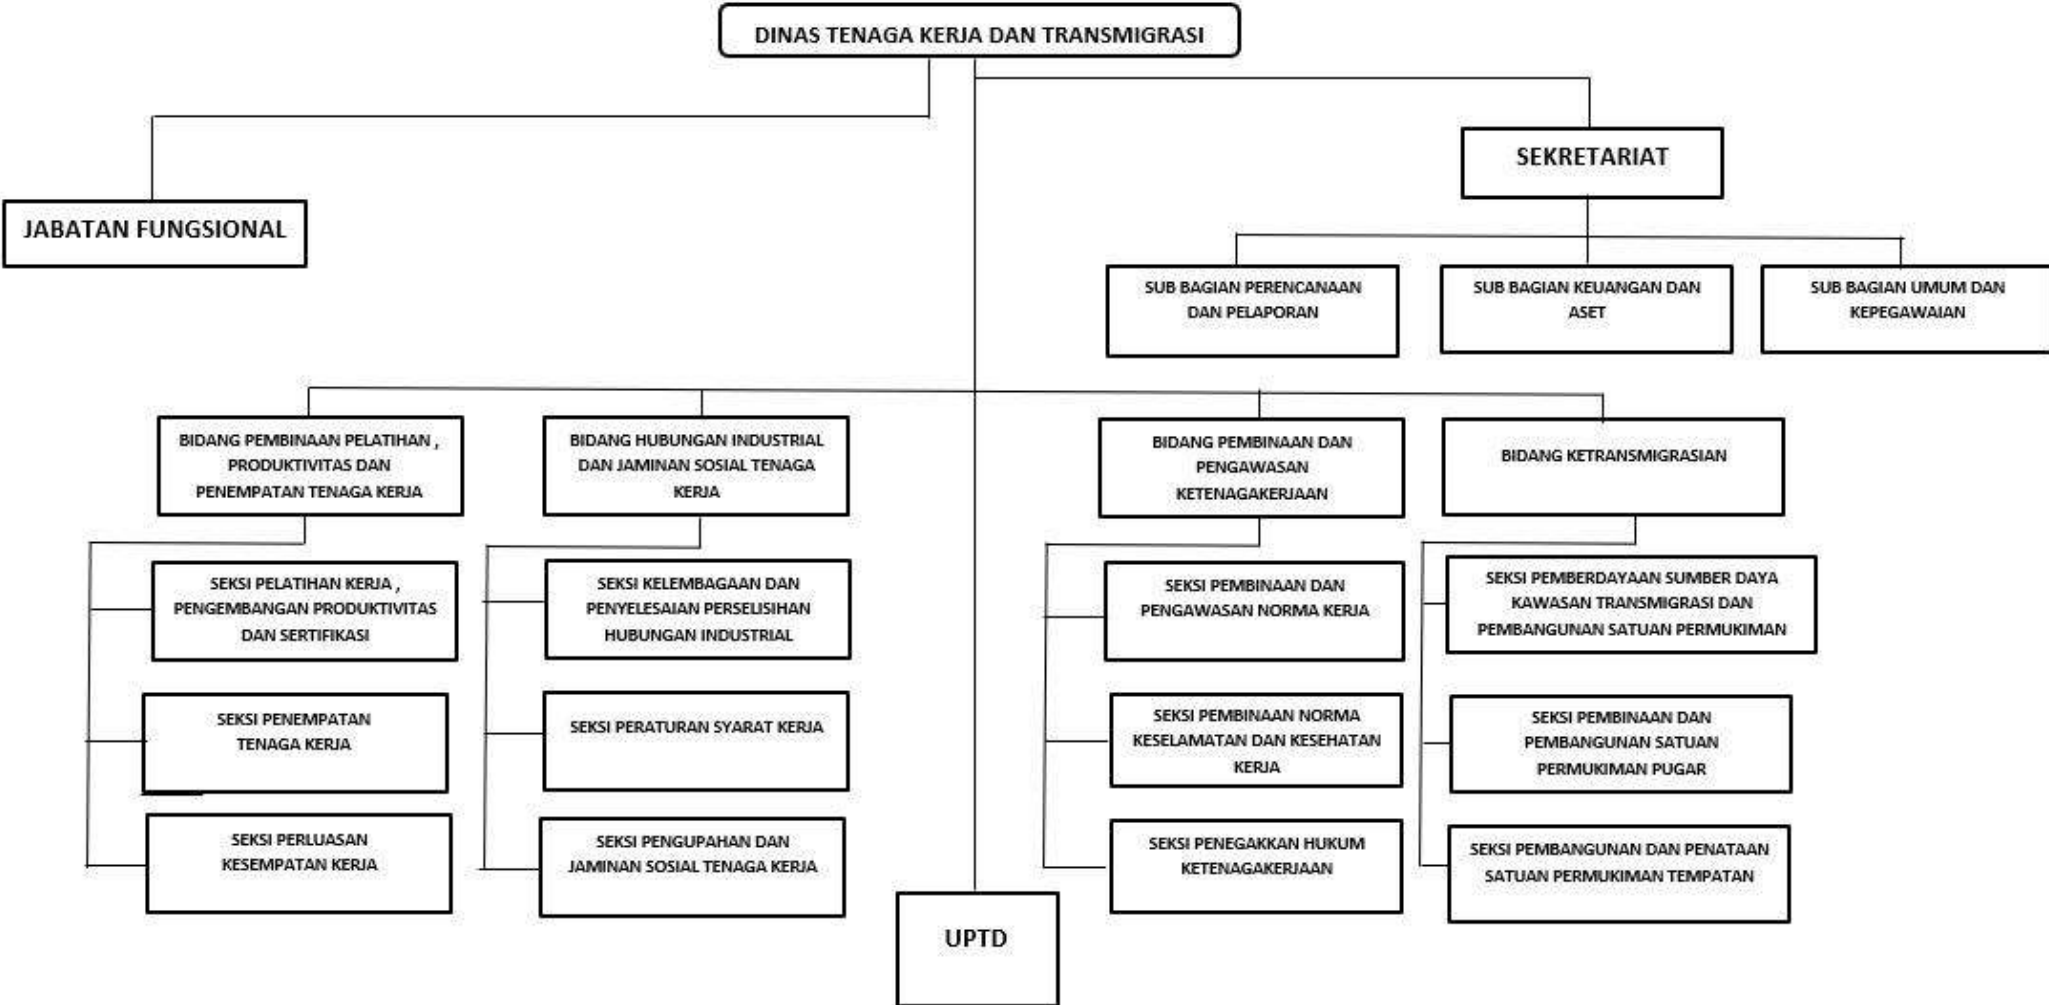 DINAS TENAGA KERJA DAN TRANSMIGRASI
SEKRETARIAT
JABATAN FUNGSIONAL
SUB BAGIAN PERENCANAAN
DAN PELAPORAN
SUB BAGIAN KEUANGAN DAN
ASET
SUB BAGIAN UMUM DAN
KEPEGAWAIAN
BIDANG PEMBINAAN PELATIHAN ,
PRODUKTIVITAS DAN
PENEMPATAN TENAGA KERJA
BIDANG HUBUNGAN INDUSTRIAL
DAN JAMINAN SOSIAL TENAGA
KERJA
BIDANG PEMBINAAN DAN
PENGAWASAN
KETENAGAKERJAAN
BIDANG KETRANSMIGRASIAN
SEKSI PELATIHAN KERJA ,
PENGEMBANGAN PRODUKTIVITAS
DAN SERTIFIKASI
SEKSI KELEMBAGAAN DAN
PENYELESAIAN PERSELISIHAN
HUBUNGAN INDUSTRIAL
SEKSI PEMBINAAN DAN
PENGAWASAN NORMA KERJA
SEKSI PEMBERDAYAAN SUMBER DAYA
KAWASAN TRANSMIGRASI DAN
PEMBANGUNAN SATUAN PERMUKIMAN
SEKSI PENEMPATAN
TENAGA KERJA
SEKSI PERATURAN SYARAT KERJA
SEKSI PEMBINAAN NORMA
KESELAMATAN DAN KESEHATAN
KERJA
SEKSI PEMBINAAN DAN
PEMBANGUNAN SATUAN
PERMUKIMAN PUGAR
SEKSI PERLUASAN
KESEMPATAN KERJA
SEKSI PENGUPAHAN DAN
JAMINAN SOSIAL TENAGA KERJA
SEKSI PENEGAKKAN HUKUM
KETENAGAKERJAAN
SEKSI PEMBANGUNAN DAN PENATAAN
SATUAN PERMUKIMAN TEMPATAN
UPTD